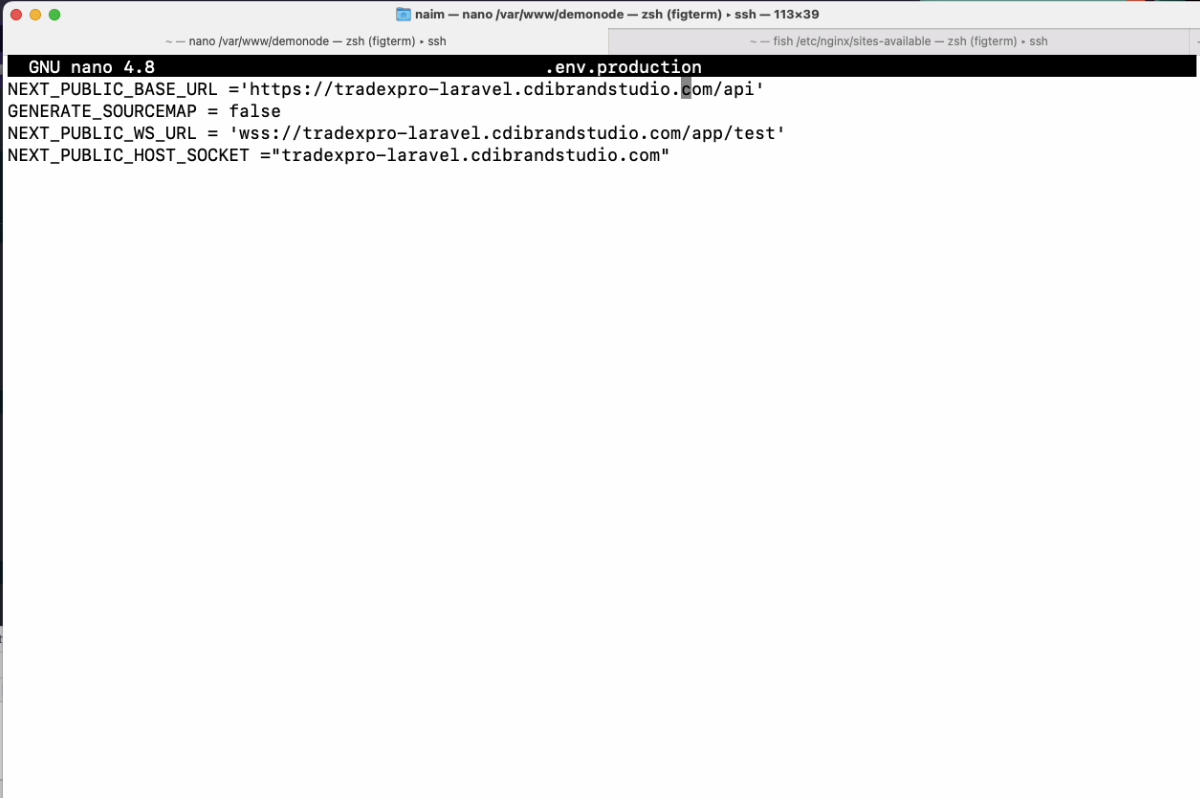 naim — nano /var/www/demonode — zsh (figterm) ▸ ssh — 113×39
~ — nano /var/www/demonode — zsh (figterm) ▸ ssh
~ — fish /etc/nginx/sites-available — zsh (figterm) ▸ ssh
GNU nano 4.8 .env.production
NEXT_PUBLIC_BASE_URL ='https://tradexpro-laravel.cdibrandstudio.com/api'
GENERATE_SOURCEMAP = false
NEXT_PUBLIC_WS_URL = 'wss://tradexpro-laravel.cdibrandstudio.com/app/test'
NEXT_PUBLIC_HOST_SOCKET ="tradexpro-laravel.cdibrandstudio.com"